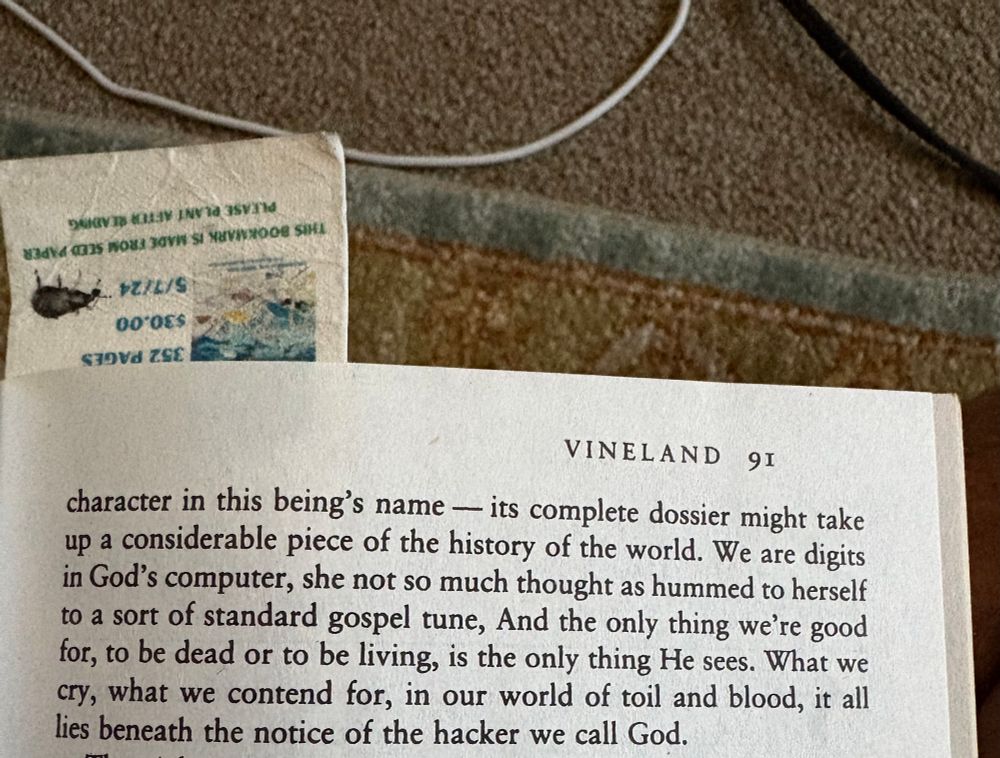 PLEASE PLANT AFTER READING
THIS BOOKMARK IS MADE FROM SEED PAPER
5/7/24
$30.00
352 PAGES
VINELAND 91
character in this being's name — its complete dossier might take
up a considerable piece of the history of the world. We are digits
in God's computer, she not so much thought as hummed to herself
to a sort of standard gospel tune, And the only thing we're good
for, to be dead or to be living, is the only thing He sees. What we
cry, what we contend for, in our world of toil and blood, it all
lies beneath the notice of the hacker we call God.